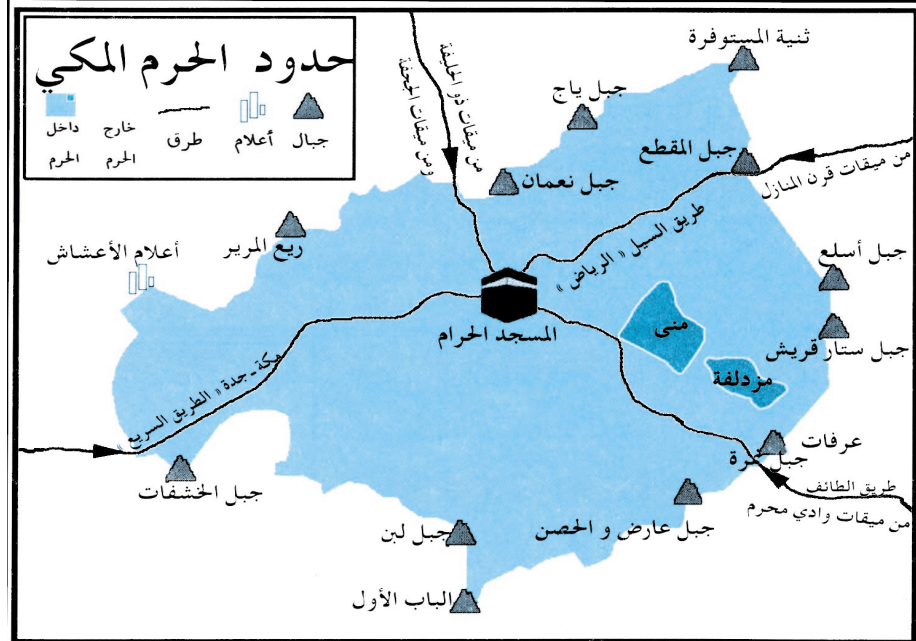 حدود الحرم المكي
جبال
أعلام
طرق
خارج
الحرم
داخل
الحرم
ثنية المستوفرة
جبل ياج
جبل المقطع
من ميقات قرن المنازل
من ميقات ذو الحليفة
ومن ميقات الجحفة
جبل نعمان
طريق السيل « الرياض »
ريع المرير
أعلام الأعشاش
جبل أسلع
المسجد الحرام
منى
جبل ستار قريش
مزدلفة
مكة ـ جدة « الطريق السريع »
عرفات
جبل نمرة
طريق الطائف
من ميقات وادي محرم
جبل الخشفات
جبل عارض و الحصن
جبل لبن
الباب الأول